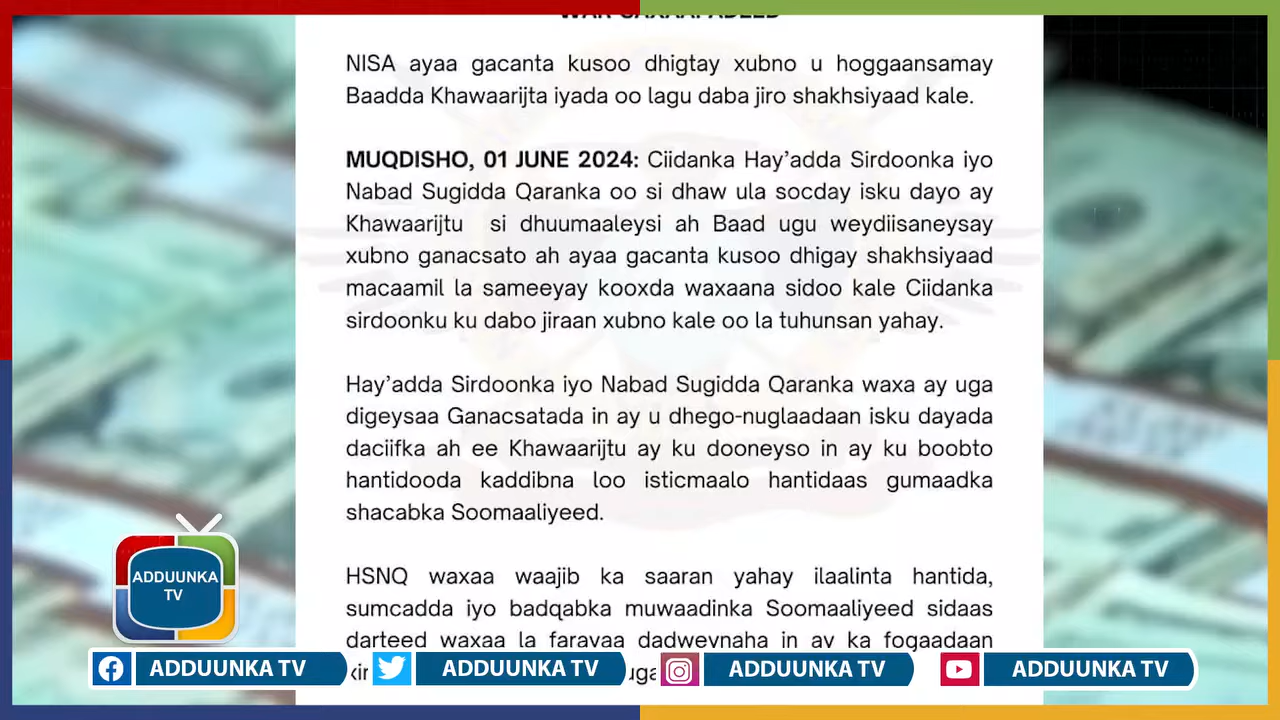 WAR-SAXAAFADEED
NISA ayaa gacanta kusoo dhigtay xubno u hoggaansamay
Baadda Khawaarijta iyada oo lagu daba jiro shakhsiyaad kale.
MUQDISHO, 01 JUNE 2024: Ciidanka Hay’adda Sirdoonka iyo
Nabad Sugidda Qaranka oo si dhaw ula socday isku dayo ay
Khawaarijtu si dhuumaaleysi ah Baad ugu weydiisaneysay
xubno ganacsato ah ayaa gacanta kusoo dhigay shakhsiyaad
macaamil la sameeyay kooxda waxaana sidoo kale Ciidanka
sirdoonku ku dabo jiraan xubno kale oo la tuhunsan yahay.
Hay’adda Sirdoonka iyo Nabad Sugidda Qaranka waxa ay uga
digeysaa Ganacsatada in ay u dhego-nuglaadaan isku dayada
daciifka ah ee Khawaarijtu ay ku dooneyso in ay ku boobto
hantidooda kaddibna loo isticmaalo hantidaas gumaadka
shacabka Soomaaliyeed.
HSNQ waxaa waajib ka saaran yahay ilaalinta hantida,
sumcadda iyo badqabka muwaadinka Soomaaliyeed sidaas
darteed waxaa la farayaa dadweynaha in ay ka fogaadaan
ADDUUNKA
TV
ADDUUNKA TV
ADDUUNKA TV
ADDUUNKA TV
ADDUUNKA TV